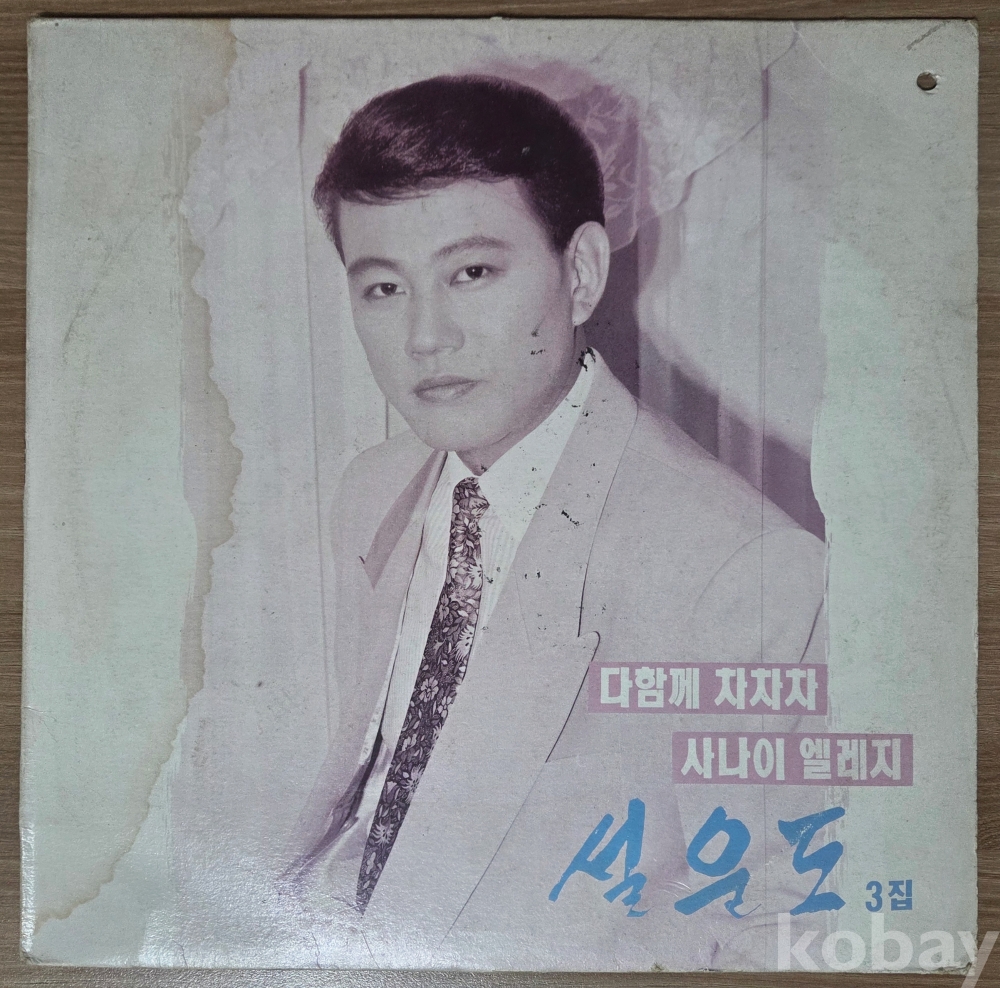 다함께 차차차
사나이 엘레지
설운도 3집
kobay